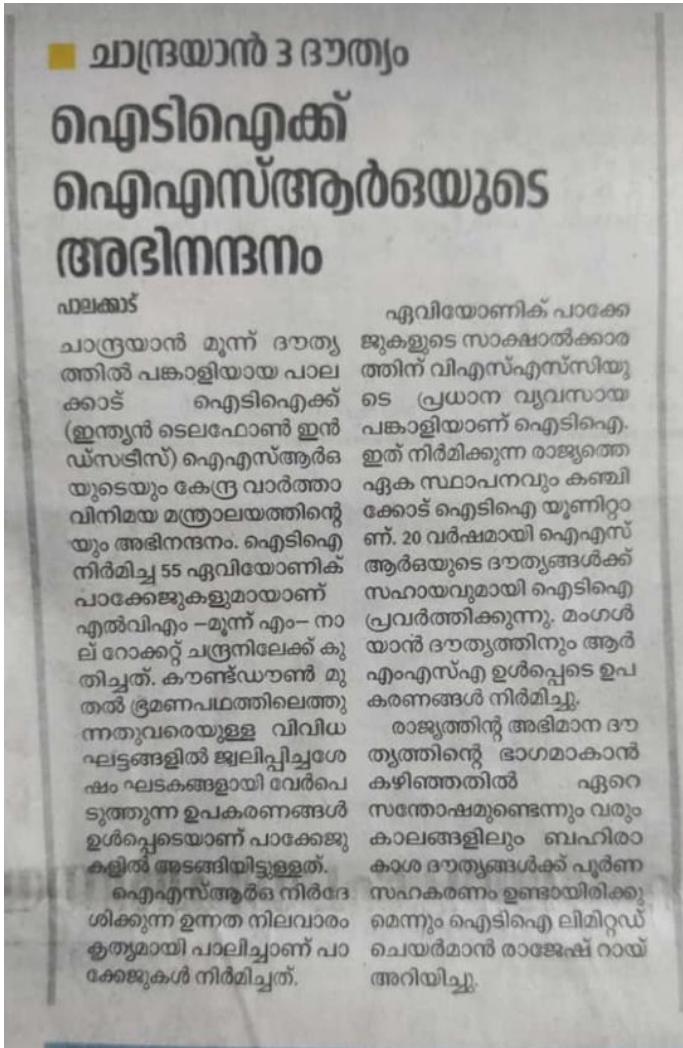 ചാന്ദ്രയാൻ 3 ദൗത്യം
ഐടിഐക്ക്
ഐഎസ്ആർഒയുടെ
അഭിനന്ദനം
പാലക്കാട്
ചാന്ദ്രയാൻ മൂന്ന് ദൗത്യ
ത്തിൽ പങ്കാളിയായ പാല
ക്കാട് ഐടിഐക്ക്
(ഇന്ത്യൻ ടെലഫോൺ ഇൻ
ഡ്സട്രീസ്) ഐഎസ്ആർഒ
യുടെയും കേന്ദ്ര വാർത്താ
വിനിമയ മന്ത്രാലയത്തിന്റെ
യും അഭിനന്ദനം. ഐടിഐ
നിർമിച്ച 55 ഏവിയോണിക്
പാക്കേജുകളുമായാണ്
എൽവിഎം –മൂന്ന് എം– നാ
ല് റോക്കറ്റ് ചന്ദ്രനിലേക്ക് കു
തിച്ചത്. കൗണ്ട്ഡൗൺ മു
തൽ ഭ്രമണപഥത്തിലെത്തു
ന്നതുവരെയുള്ള വിവിധ
ഘട്ടങ്ങളിൽ ജ്വലിപ്പിച്ചശേ
ഷം ഘടകങ്ങളായി വേർപെ
ടുത്തുന്ന ഉപകരണങ്ങൾ
ഉൾപ്പെടെയാണ് പാക്കേജു
കളിൽ അടങ്ങിയിട്ടുള്ളത്.
ഐഎസ്ആർഒ നിർദേ
ശിക്കുന്ന ഉന്നത നിലവാരം
കൃത്യമായി പാലിച്ചാണ് പാ
ക്കേജുകൾ നിർമിച്ചത്.
ഏവിയോണിക് പാക്കേ
ജുകളുടെ സാക്ഷാൽക്കാര
ത്തിന് വിഎസ്എസ്‌സിയു
ടെ പ്രധാന വ്യവസായ
പങ്കാളിയാണ് ഐടിഐ.
ഇത് നിർമിക്കുന്ന രാജ്യത്തെ
ഏക സ്ഥാപനവും കഞ്ചി
ക്കോട് ഐടിഐ യൂണിറ്റാ
ണ്. 20 വർഷമായി ഐഎസ്
ആർഒയുടെ ദൗത്യങ്ങൾക്ക്
സഹായവുമായി ഐടിഐ
പ്രവർത്തിക്കുന്നു. മംഗൾ
യാൻ ദൗത്യത്തിനും ആർ
എംഎസ്എ ഉൾപ്പെടെ ഉപ
കരണങ്ങൾ നിർമിച്ചു.
രാജ്യത്തിന്റെ അഭിമാന ദൗ
ത്യത്തിന്റെ ഭാഗമാകാൻ
കഴിഞ്ഞതിൽ ഏറെ
സന്തോഷമുണ്ടെന്നും വരും
കാലങ്ങളിലും ബഹിരാ
കാശ ദൗത്യങ്ങൾക്ക് പൂർണ
സഹകരണം ഉണ്ടായിരിക്കു
മെന്നും ഐടിഐ ലിമിറ്റഡ്
ചെയർമാൻ രാജേഷ് റായ്
അറിയിച്ചു.